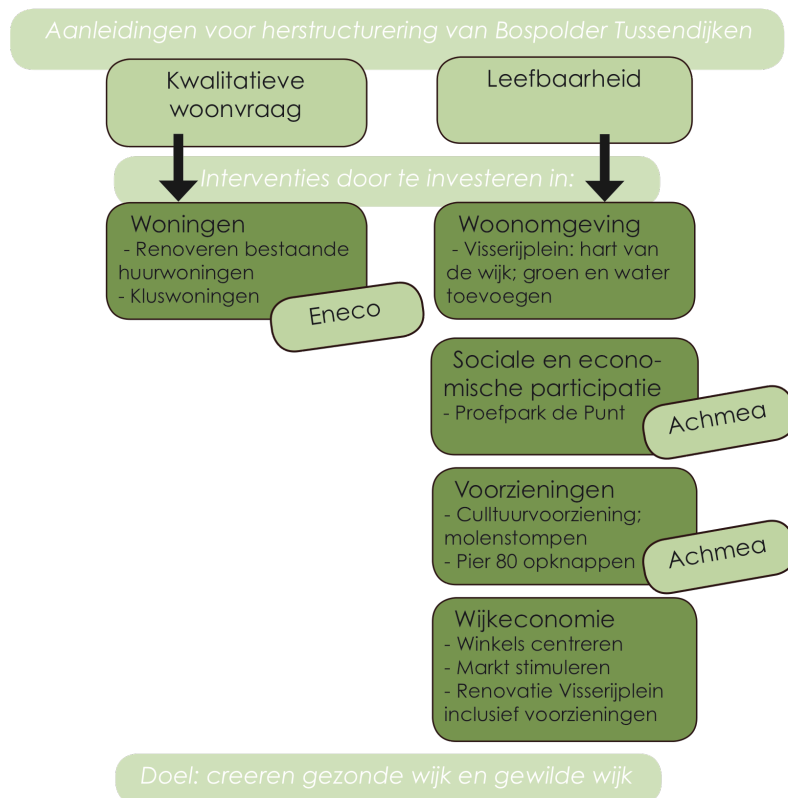 Aanleidingen voor herstructurering van Bospolder Tussendijken
Kwalitatieve
woonvraag
Leefbaarheid
Interventies door te investeren in:
Woningen
- Renoveren bestaande
huurwoningen
- Kluswoningen
Eneco
Woonomgeving
- Visserijplein: hart van
de wijk; groen en water
toevoegen
Sociale en econo-
mische participatie
- Proefpark de Punt
Achmea
Voorzieningen
- Cultuurvoorziening;
molenstompen
- Pier 80 opknappen
Achmea
Wijkeconomie
- Winkels centreren
- Markt stimuleren
- Renovatie Visserijplein
inclusief voorzieningen
Doel: creeren gezonde wijk en gewilde wijk